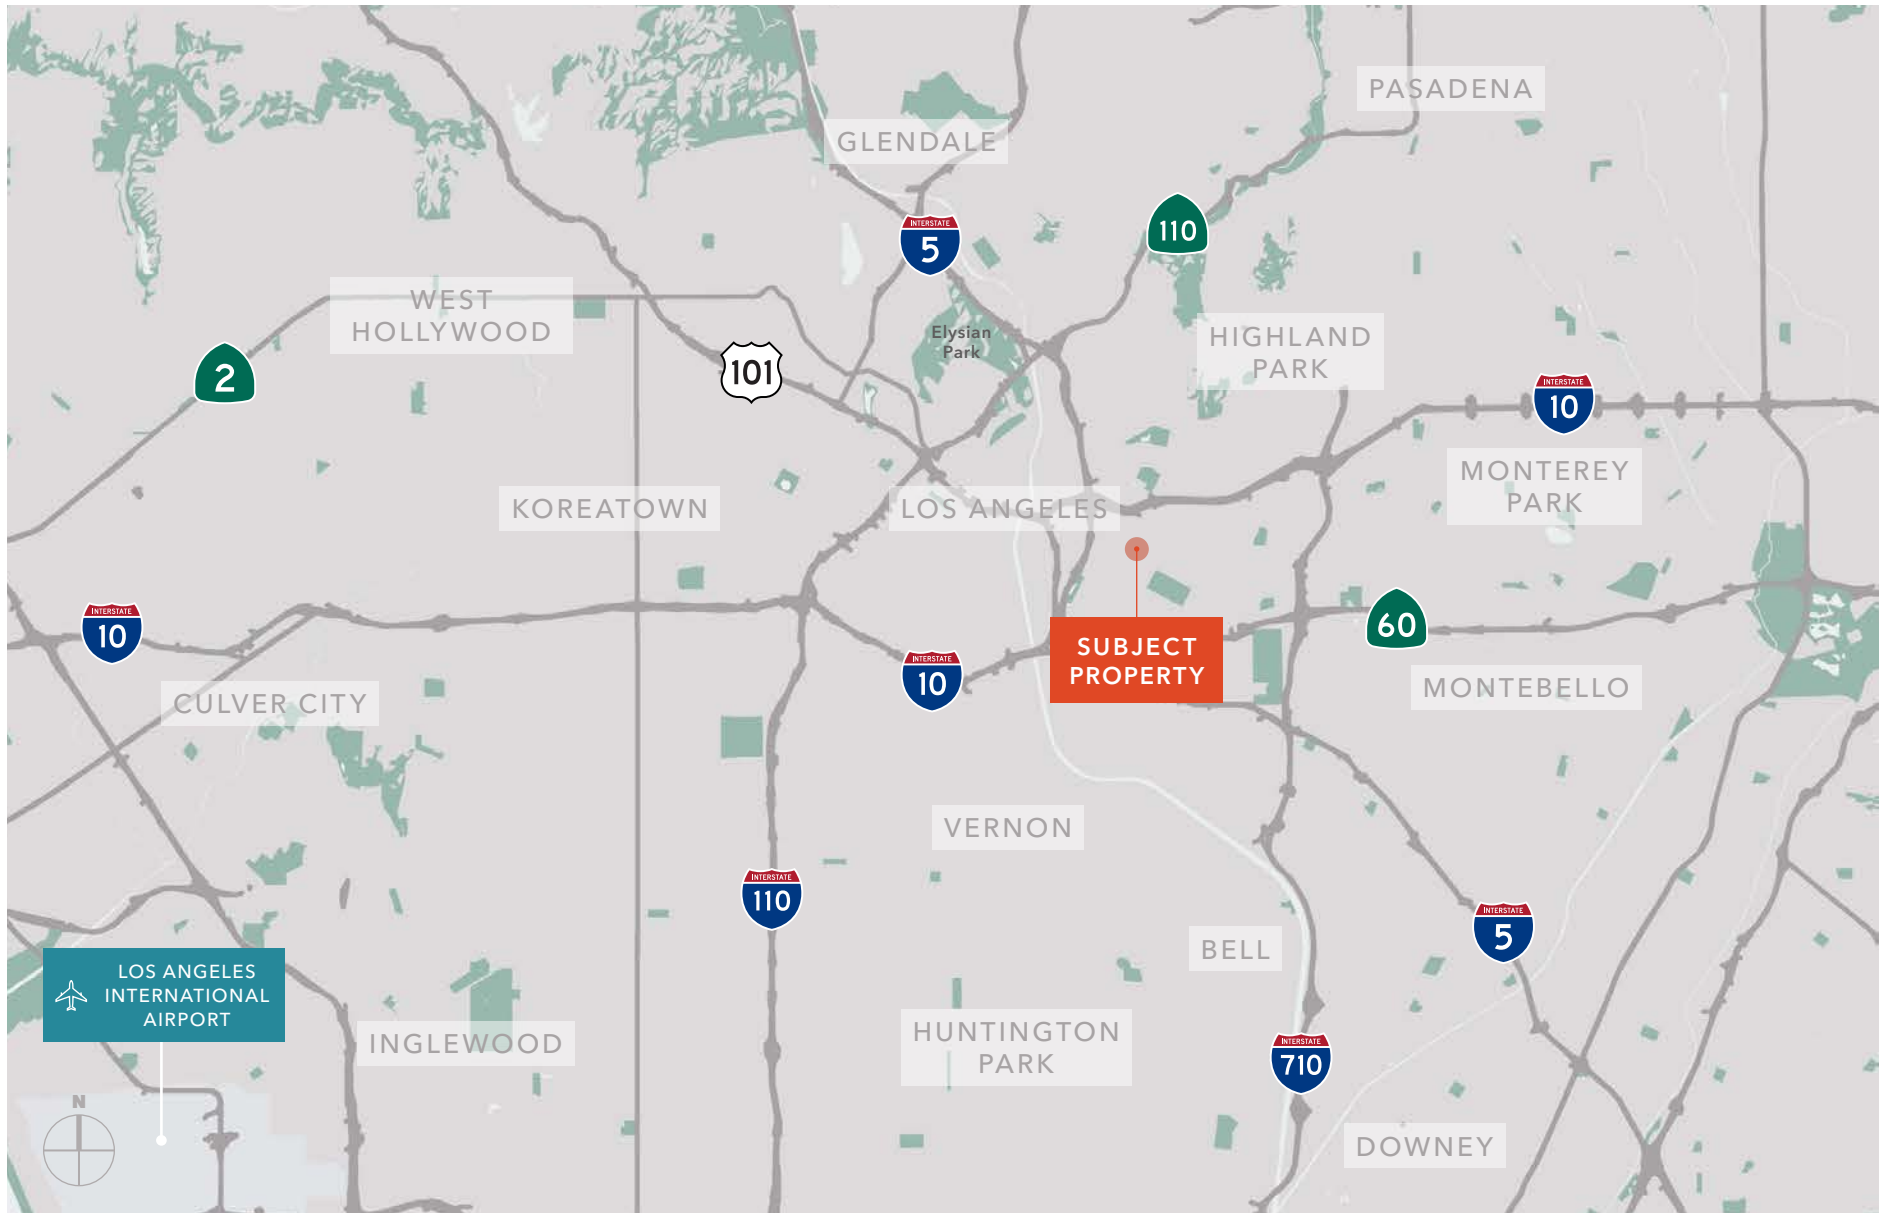 PASADENA
GLENDALE
INTERSTATE
5
110
WEST
HOLLYWOOD
Elysian
Park
HIGHLAND
PARK
2
101
INTERSTATE
10
MONTEREY
PARK
KOREATOWN
LOS ANGELES
INTERSTATE
10
60
SUBJECT
PROPERTY
INTERSTATE
10
CULVER CITY
MONTEBELLO
VERNON
INTERSTATE
110
INTERSTATE
5
BELL
LOS ANGELES
INTERNATIONAL
AIRPORT
INGLEWOOD
HUNTINGTON
PARK
INTERSTATE
710
N
DOWNEY